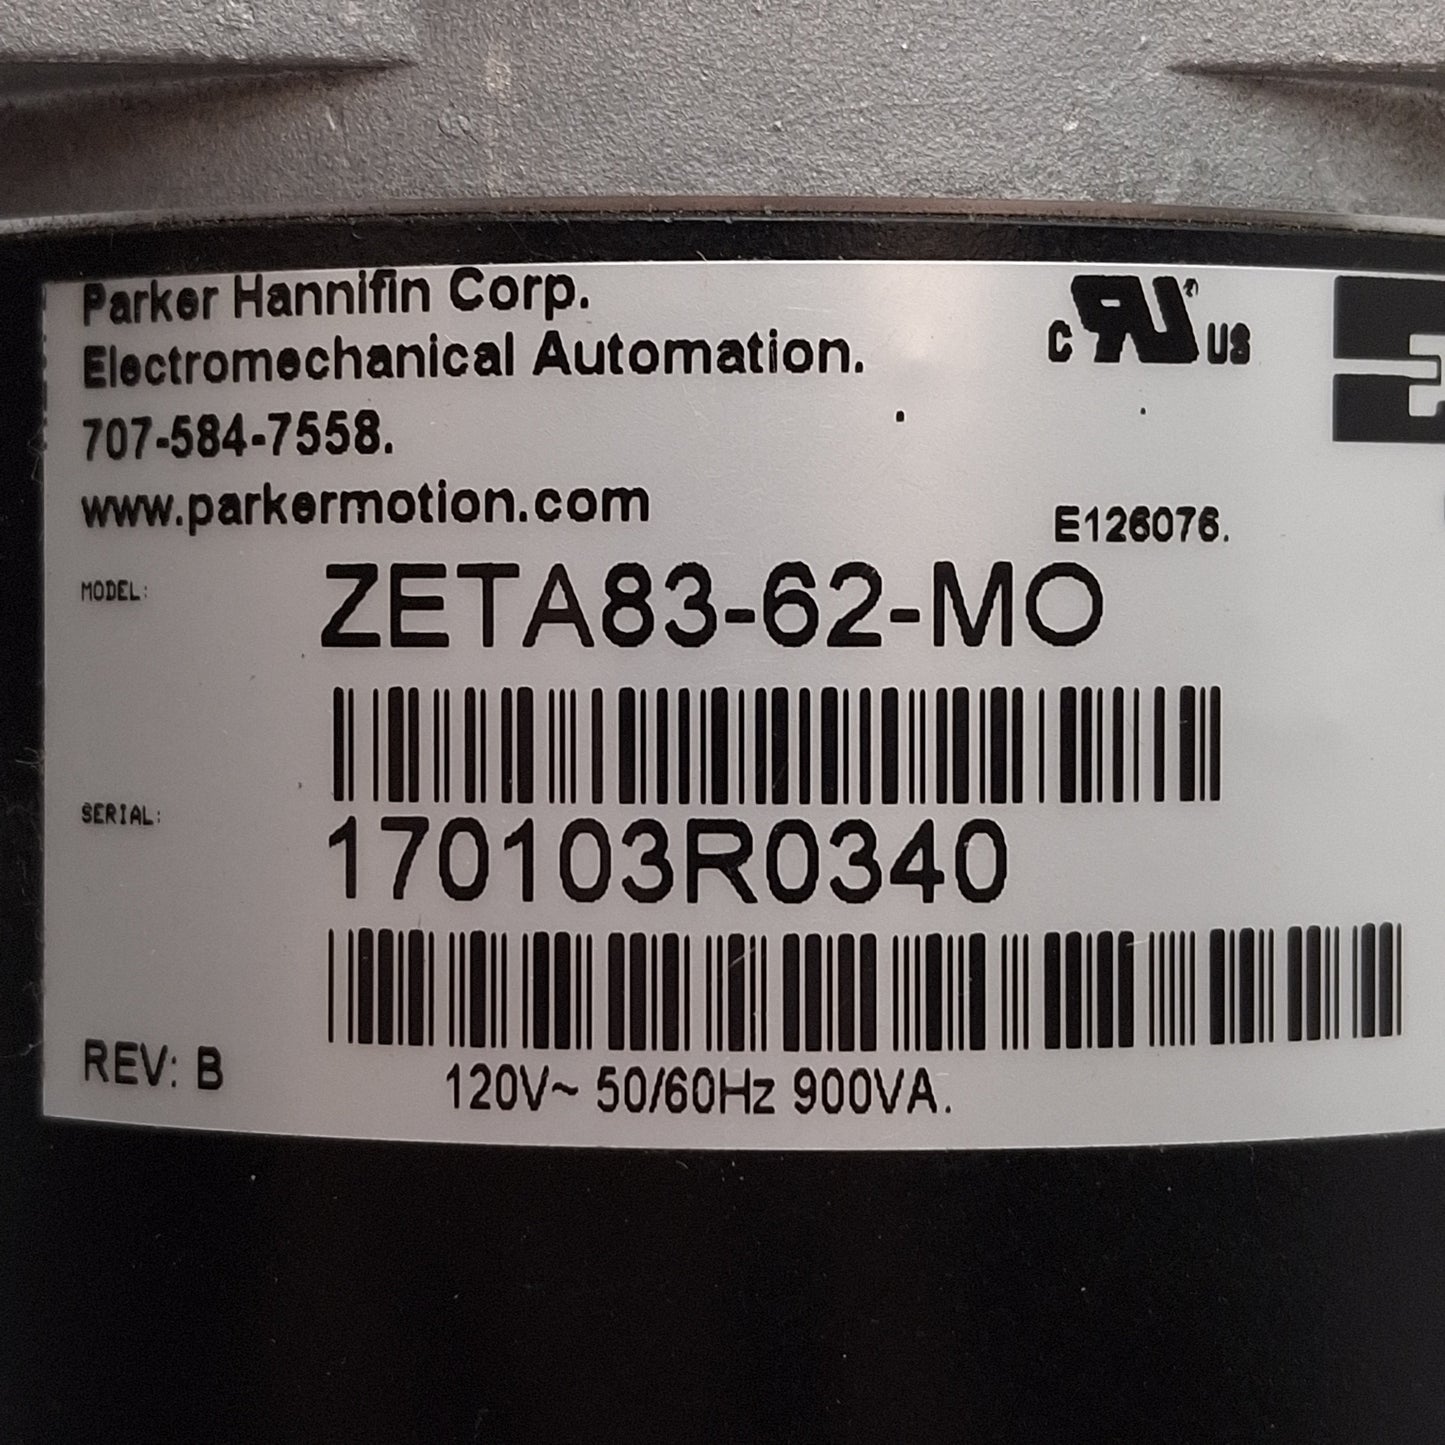 Parker Hannifin Corp.
Electromechanical Automation.
707-584-7558.
www.parkermotion.com
c RU ® US
E126076.
MODEL: ZETA83-62-MO
SERIAL: 170103R0340
REV: B
120V~ 50/60Hz 900VA.